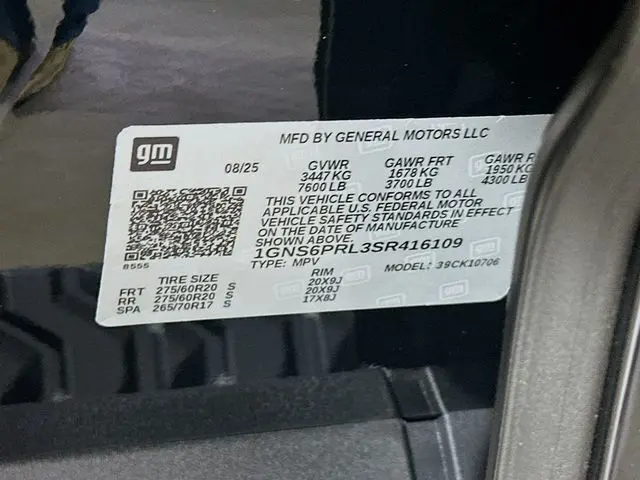 gm
MFD BY GENERAL MOTORS LLC
08/25 GVWR GAWR FRT GAWR R
3447 KG 1678 KG 1950 KG
7600 LB 3700 LB 4300 LB
THIS VEHICLE CONFORMS TO ALL
APPLICABLE U.S. FEDERAL MOTOR
VEHICLE SAFETY STANDARDS IN EFFECT
ON THE DATE OF MANUFACTURE
SHOWN ABOVE.
1GNS6PRL3SR416109
8555
TYPE: MPV MODEL: 39CK10706
TIRE SIZE RIM
FRT 275/60R20 S 20X9J
RR 275/60R20 S 20X9J
SPA 265/70R17 S 17X8J